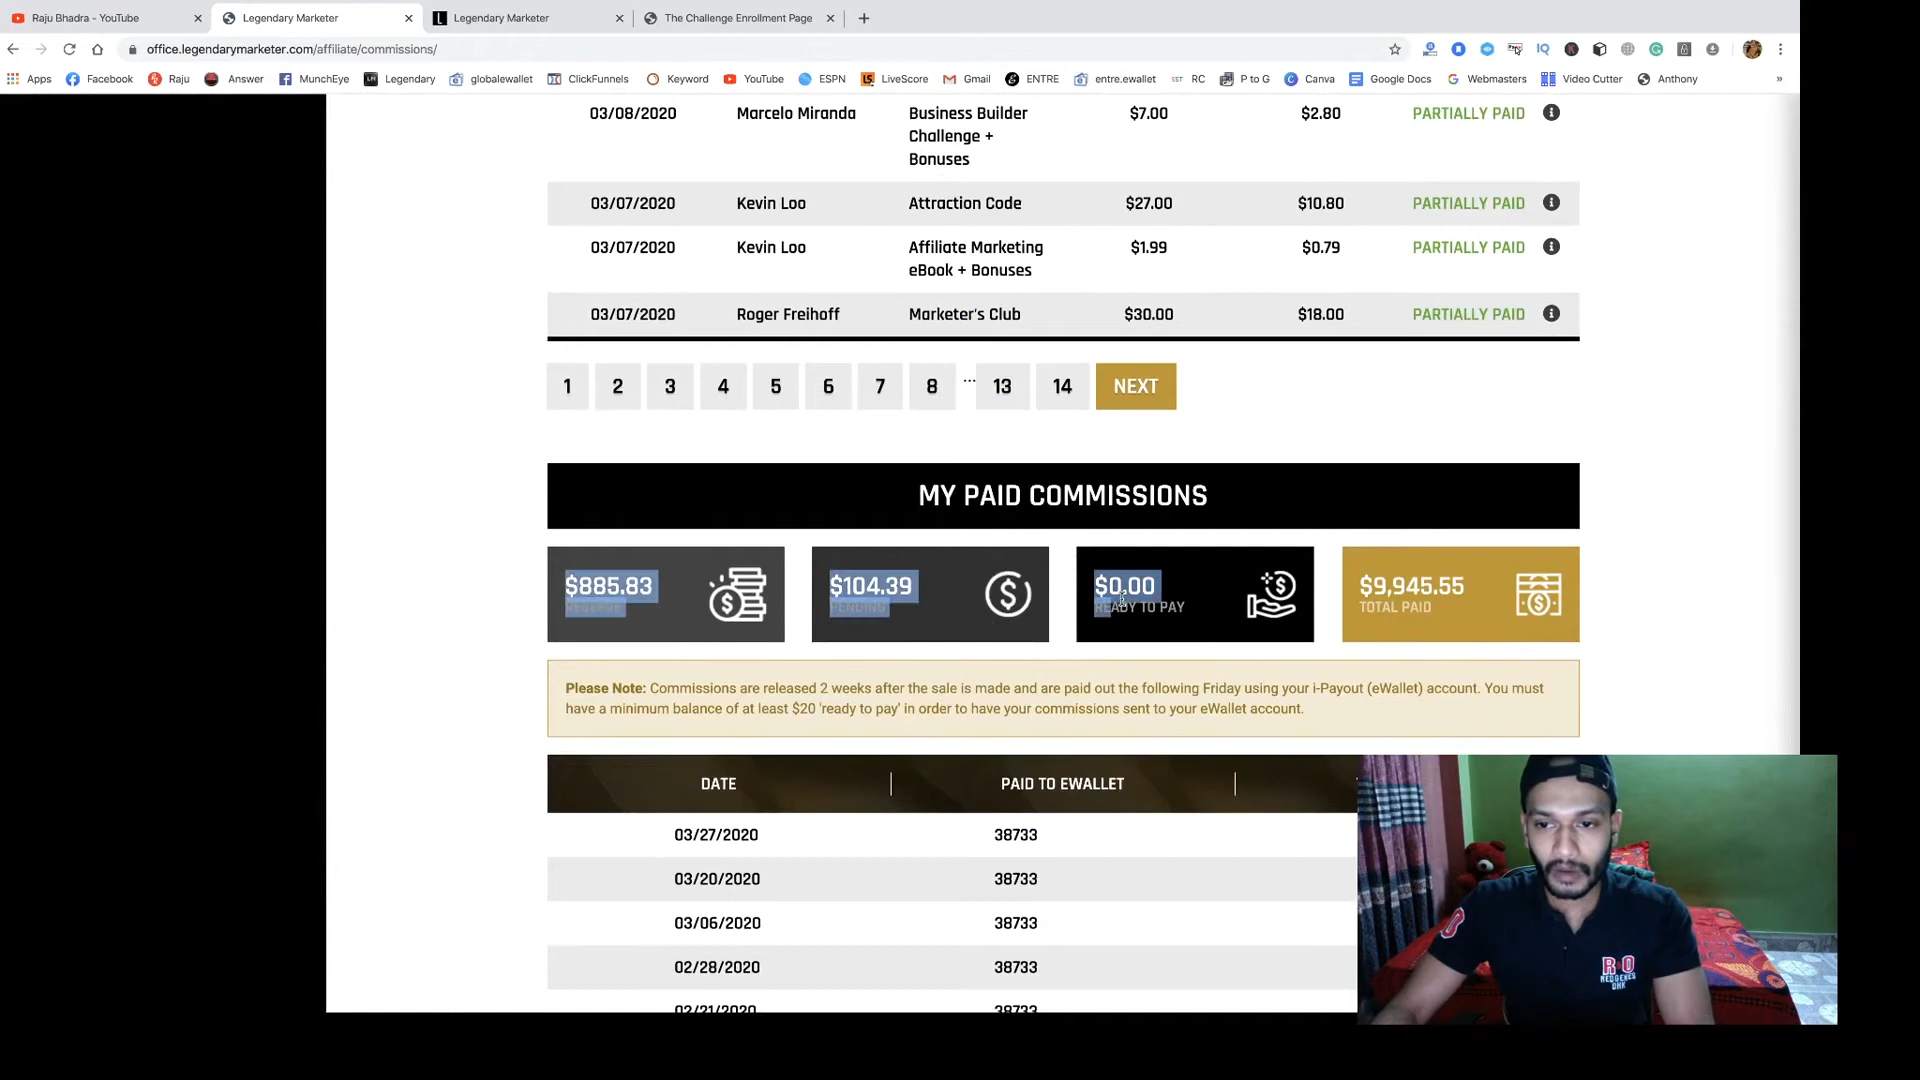 Raju Bhadra - YouTube
Legendary Marketer
Legendary Marketer
The Challenge Enrollment Page
office.legendarymarketer.com/affiliate/commissions/
Apps
Facebook
Raju
Answer
MunchEye
Legendary
globalewallet
ClickFunnels
Keyword
YouTube
ESPN
LiveScore
Gmail
ENTRE
entre.ewallet
RC
P to G
Canva
Google Docs
Webmasters
Video Cutter
Anthony
03/08/2020 Marcelo Miranda Business Builder $7.00 $2.80 PARTIALLY PAID
Challenge +
Bonuses
03/07/2020 Kevin Loo Attraction Code $27.00 $10.80 PARTIALLY PAID
03/07/2020 Kevin Loo Affiliate Marketing $1.99 $0.79 PARTIALLY PAID
eBook + Bonuses
03/07/2020 Roger Freihoff Marketer's Club $30.00 $18.00 PARTIALLY PAID
1 2 3 4 5 6 7 8 ... 13 14 NEXT
MY PAID COMMISSIONS
$885.83
RESERVE
$104.39
PENDING
$0.00
READY TO PAY
$9,945.55
TOTAL PAID
Please Note: Commissions are released 2 weeks after the sale is made and are paid out the following Friday using your i-Payout (eWallet) account. You must
have a minimum balance of at least $20 'ready to pay' in order to have your commissions sent to your eWallet account.
DATE PAID TO EWALLET
03/27/2020 38733
03/20/2020 38733
03/06/2020 38733
02/28/2020 38733
02/21/2020 38733
R O
REDGENES
DHK